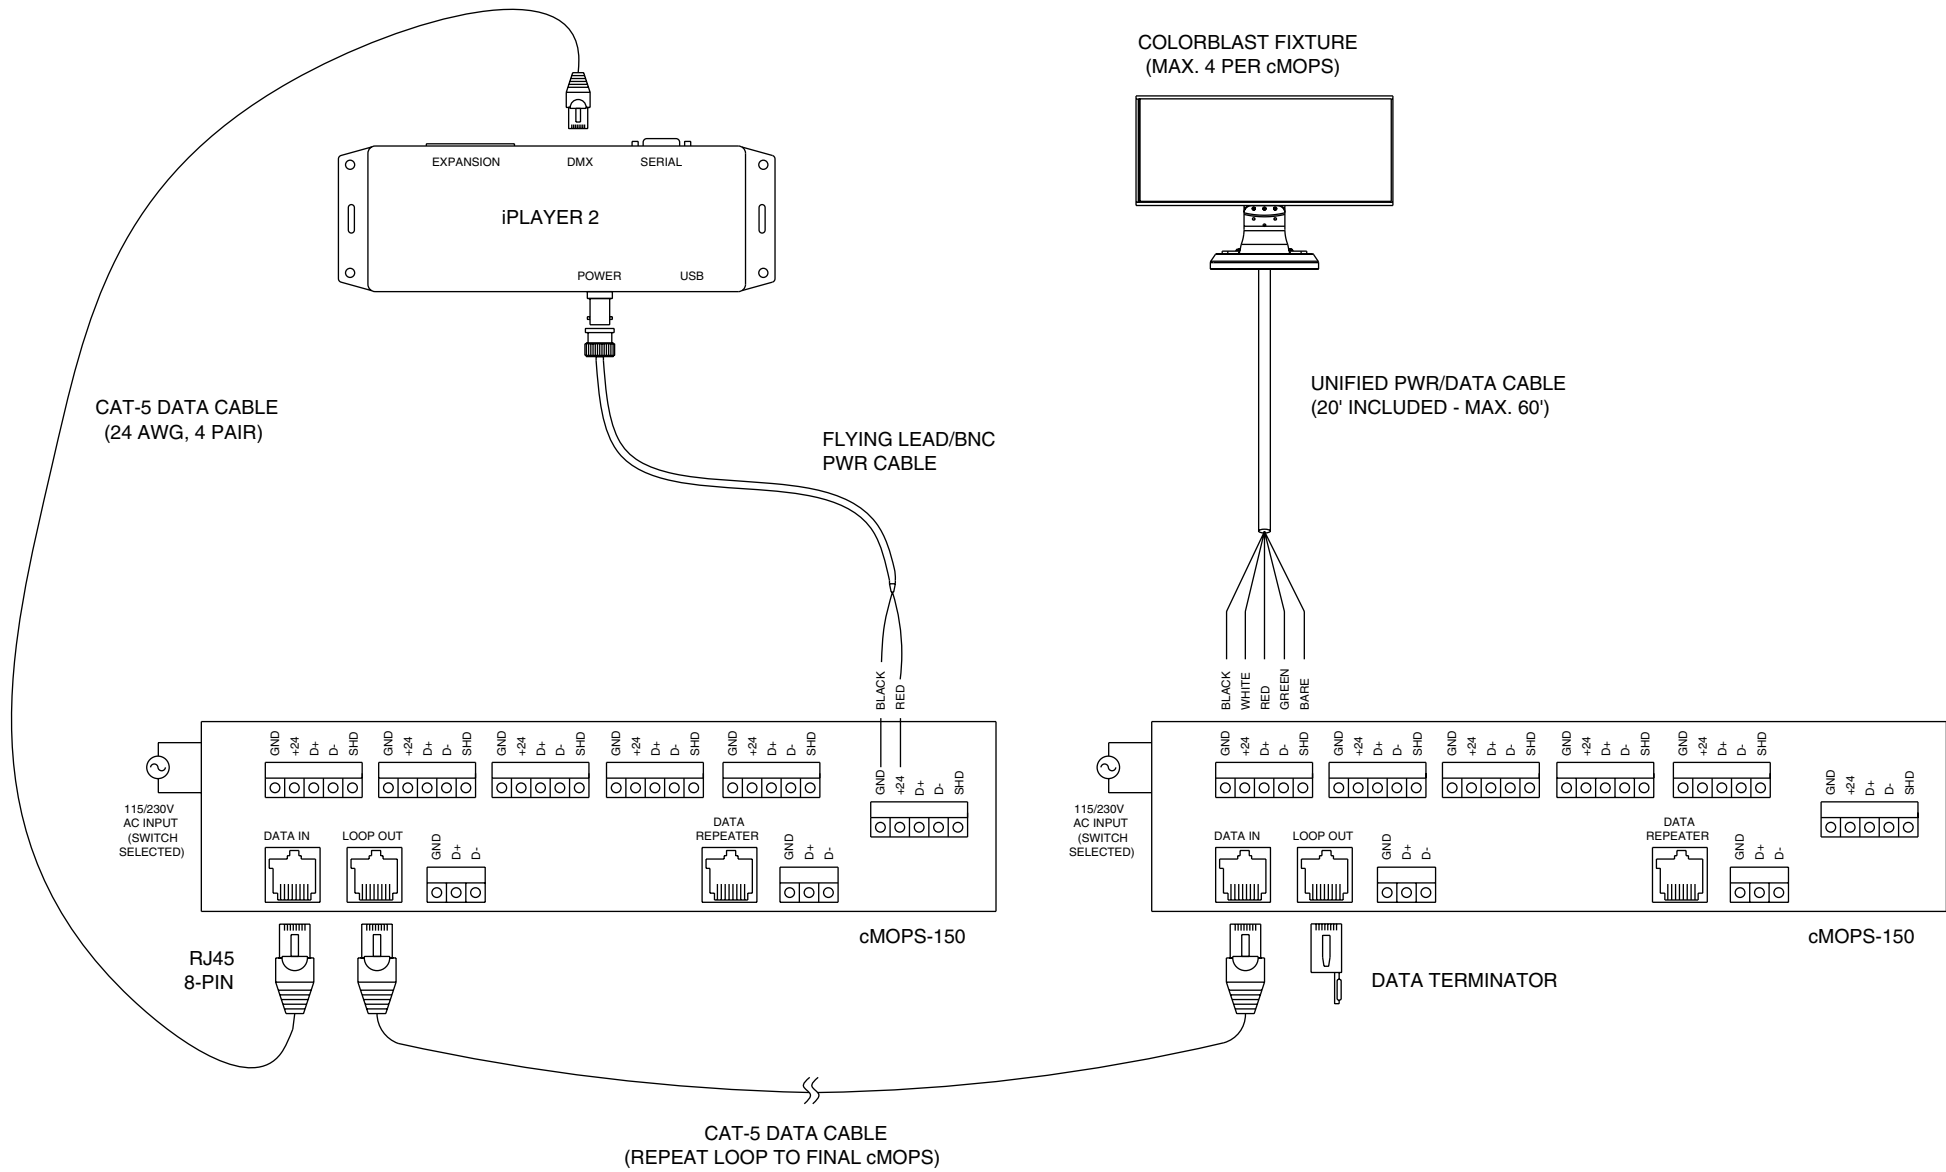 COLORBLAST FIXTURE
(MAX. 4 PER cMOPS)
EXPANSION
DMX
SERIAL
iPLAYER 2
POWER
USB
CAT-5 DATA CABLE
(24 AWG, 4 PAIR)
FLYING LEAD/BNC
PWR CABLE
UNIFIED PWR/DATA CABLE
(20' INCLUDED - MAX. 60')
BLACK
RED
BLACK
WHITE
RED
GREEN
BARE
GND +24 D+ D- SHD
GND +24 D+ D- SHD
GND +24 D+ D- SHD
GND +24 D+ D- SHD
GND +24 D+ D- SHD
GND +24 D+ D- SHD
115/230V
AC INPUT
(SWITCH
SELECTED)
DATA IN
LOOP OUT
GND D+ D-
DATA
REPEATER
GND D+ D-
cMOPS-150
GND +24 D+ D- SHD
GND +24 D+ D- SHD
GND +24 D+ D- SHD
GND +24 D+ D- SHD
GND +24 D+ D- SHD
GND +24 D+ D- SHD
115/230V
AC INPUT
(SWITCH
SELECTED)
DATA IN
LOOP OUT
GND D+ D-
DATA
REPEATER
GND D+ D-
cMOPS-150
RJ45
8-PIN
DATA TERMINATOR
CAT-5 DATA CABLE
(REPEAT LOOP TO FINAL cMOPS)